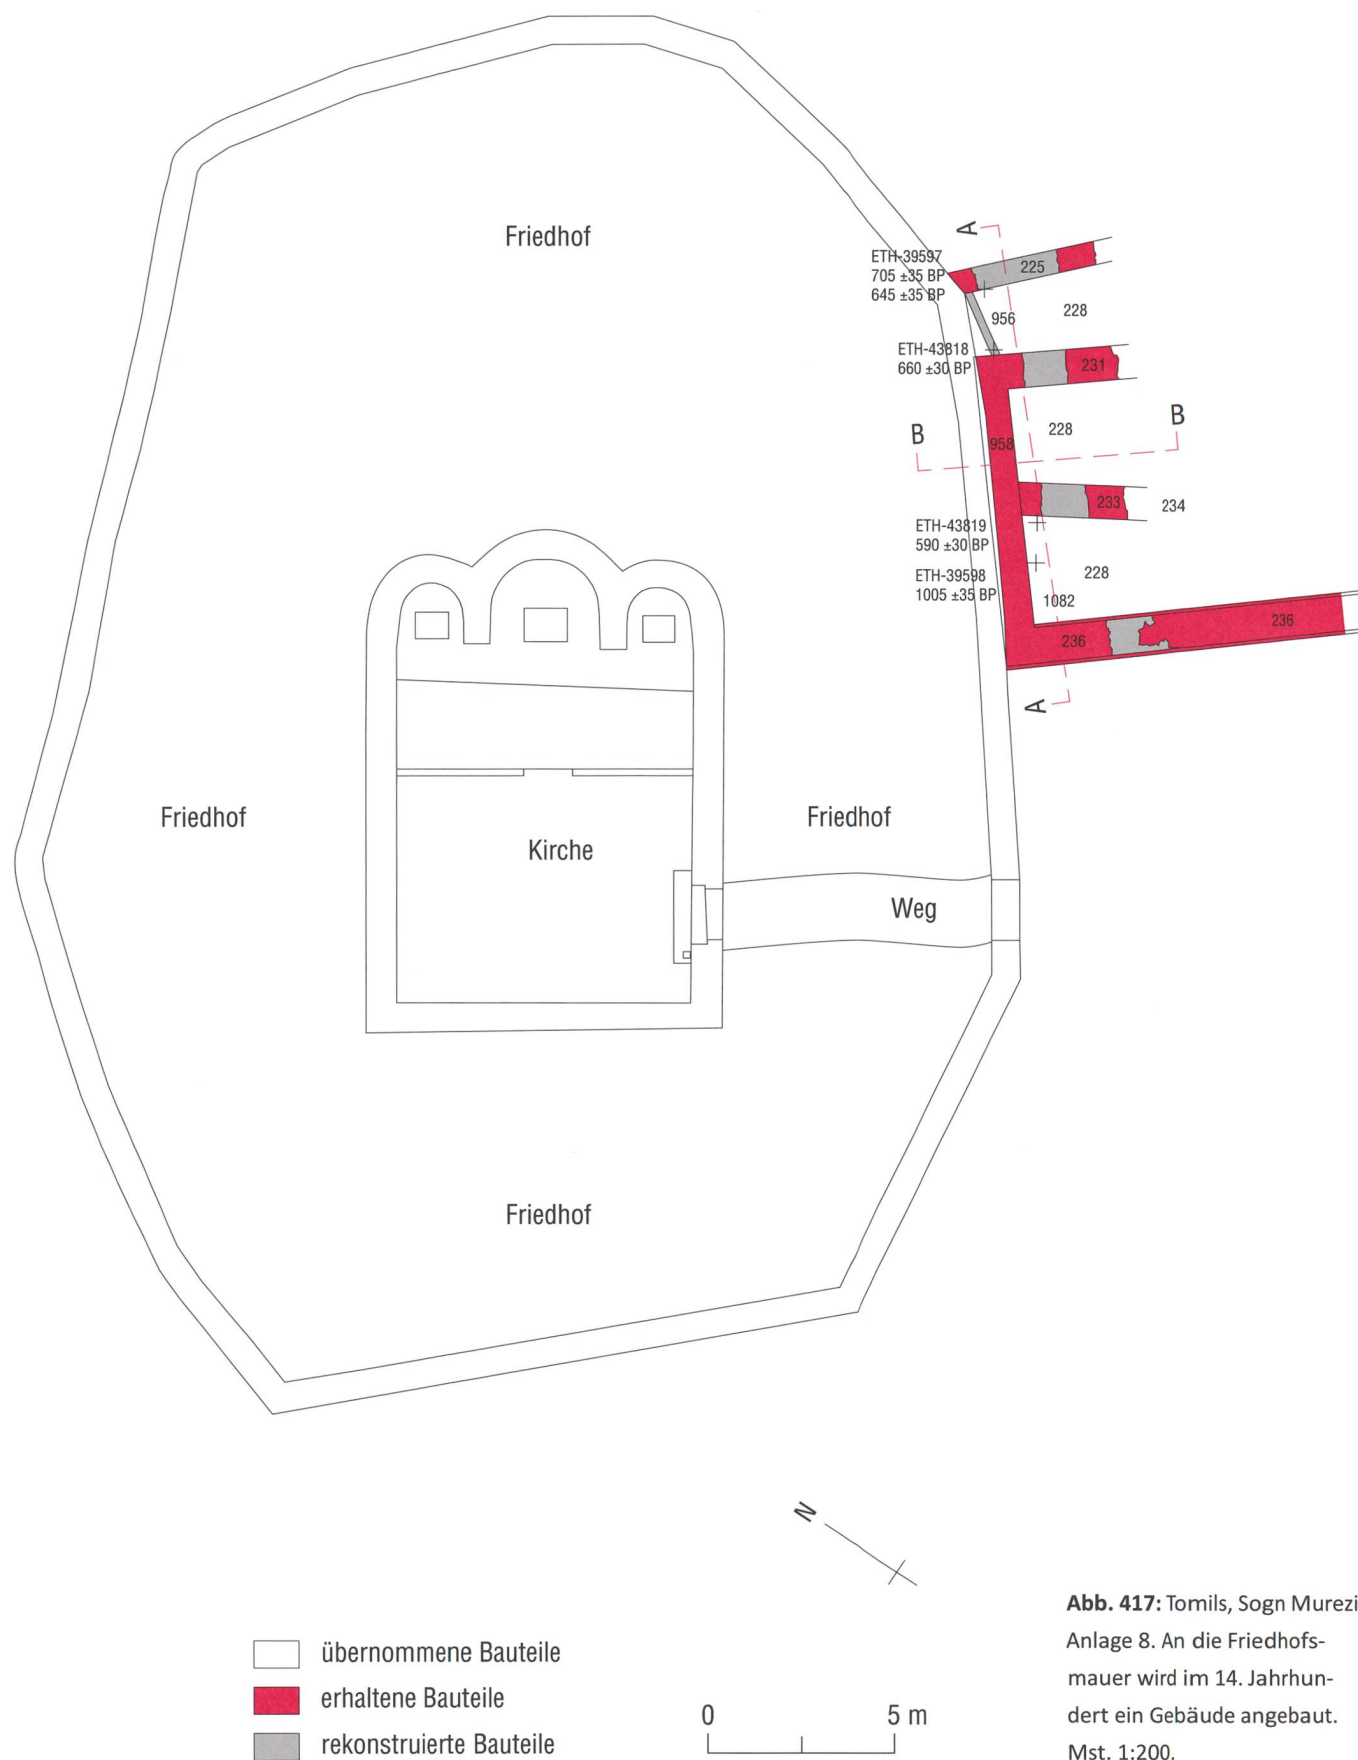 Friedhof
A
ETH-39597
705 ±35 BP
645 ±35 BP
225
956
228
ETH-43818
660 ±30 BP
231
B
B
958
228
233
234
ETH-43819
590 ±30 BP
ETH-39598
1005 ±35 BP
228
1082
236
236
A
Friedhof
Friedhof
Kirche
Weg
Friedhof
N
übernommene Bauteile
erhaltene Bauteile
rekonstruierte Bauteile
0 5 m
Abb. 417: Tomils, Sogn Murezi
Anlage 8. An die Friedhofs-
mauer wird im 14. Jahrhun-
dert ein Gebäude angebaut.
Mst. 1:200.